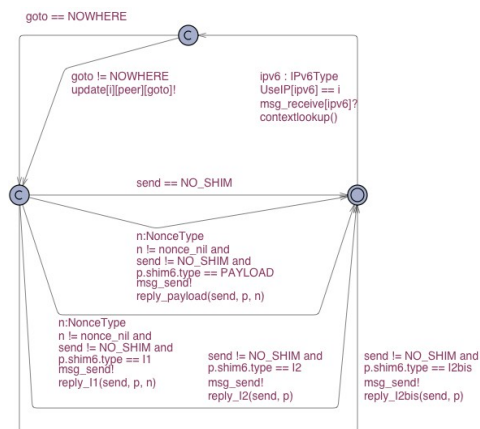 goto == NOWHERE
C
goto != NOWHERE
update[i][peer][goto]!
ipv6 : IPv6Type
UseIP[ipv6] == i
msg_receive[ipv6]?
contextlookup()
C
send == NO_SHIM
n:NonceType
n != nonce_nil and
send != NO_SHIM and
p.shim6.type == PAYLOAD
msg_send!
reply_payload(send, p, n)
n:NonceType
n != nonce_nil and
send != NO_SHIM and
p.shim6.type == I1
msg_send!
reply_I1(send, p, n)
send != NO_SHIM and
p.shim6.type == I2
msg_send!
reply_I2(send, p)
send != NO_SHIM and
p.shim6.type == I2bis
msg_send!
reply_I2bis(send, p)